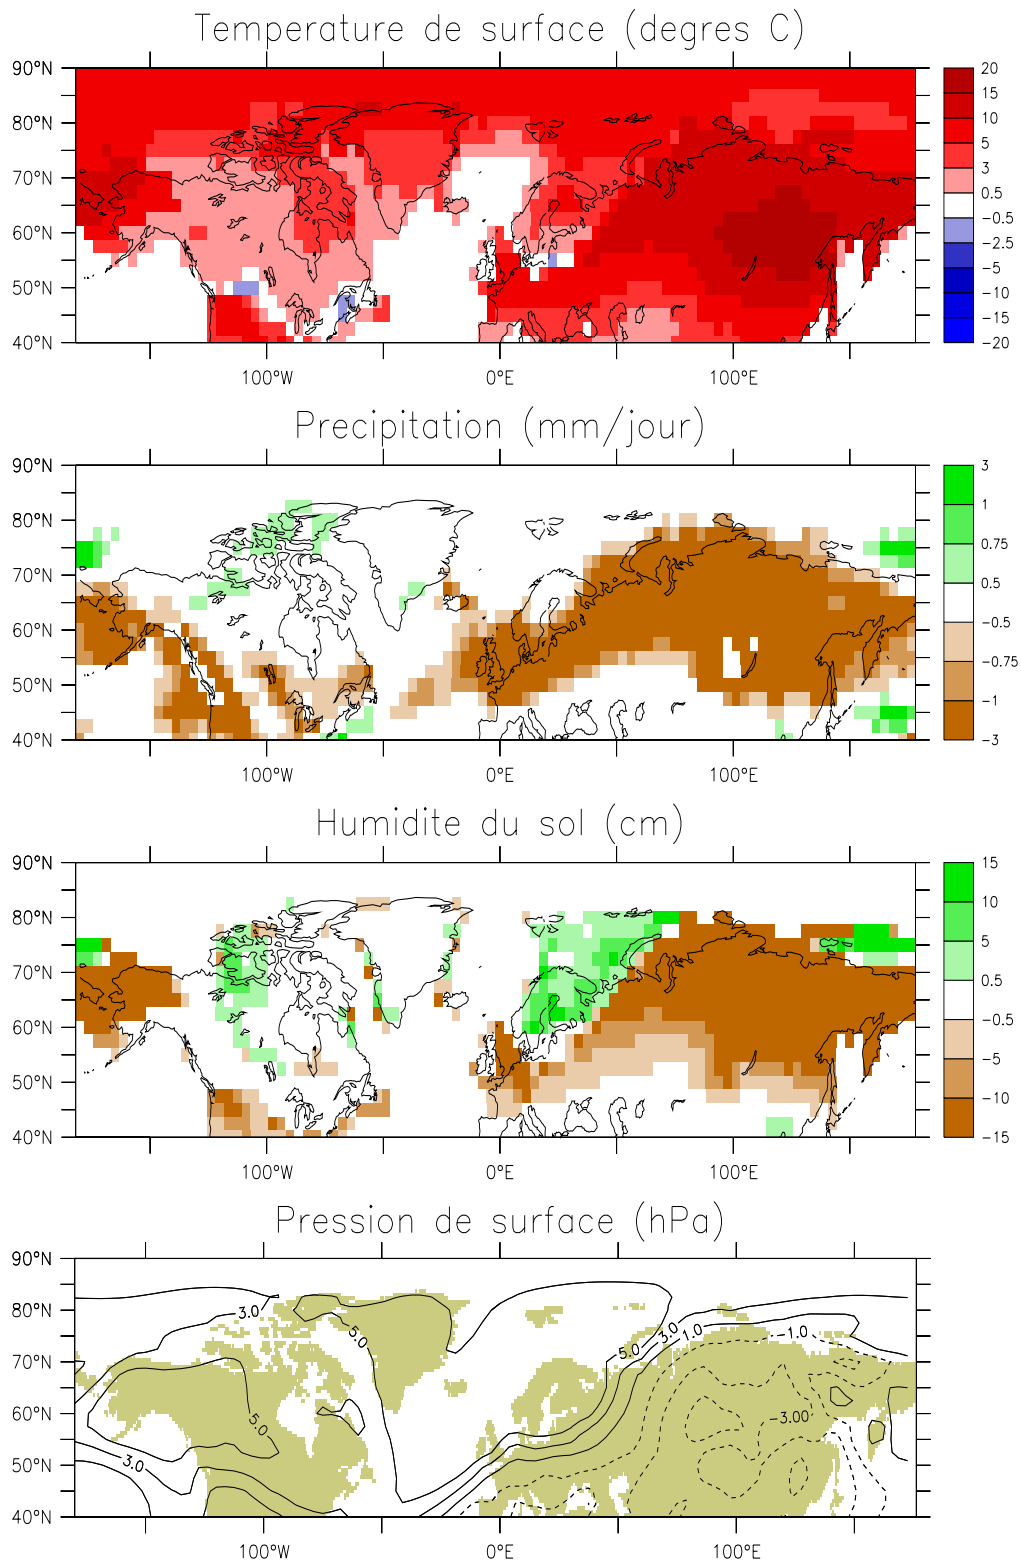 Temperature de surface (degres C)
90°N
80°N
70°N
60°N
50°N
40°N
100°W 0°E 100°E
20
15
10
5
3
0.5
−0.5
−2.5
−5
−10
−15
−20
Precipitation (mm/jour)
90°N
80°N
70°N
60°N
50°N
40°N
100°W 0°E 100°E
3
1
0.75
0.5
−0.5
−0.75
−1
−3
Humidite du sol (cm)
90°N
80°N
70°N
60°N
50°N
40°N
100°W 0°E 100°E
15
10
5
0.5
−0.5
−5
−10
−15
Pression de surface (hPa)
90°N
80°N
70°N
60°N
50°N
40°N
100°W 0°E 100°E
3.0
5.0
5.0
3.0
1.0
−1.0
5.0
−3.00
3.0